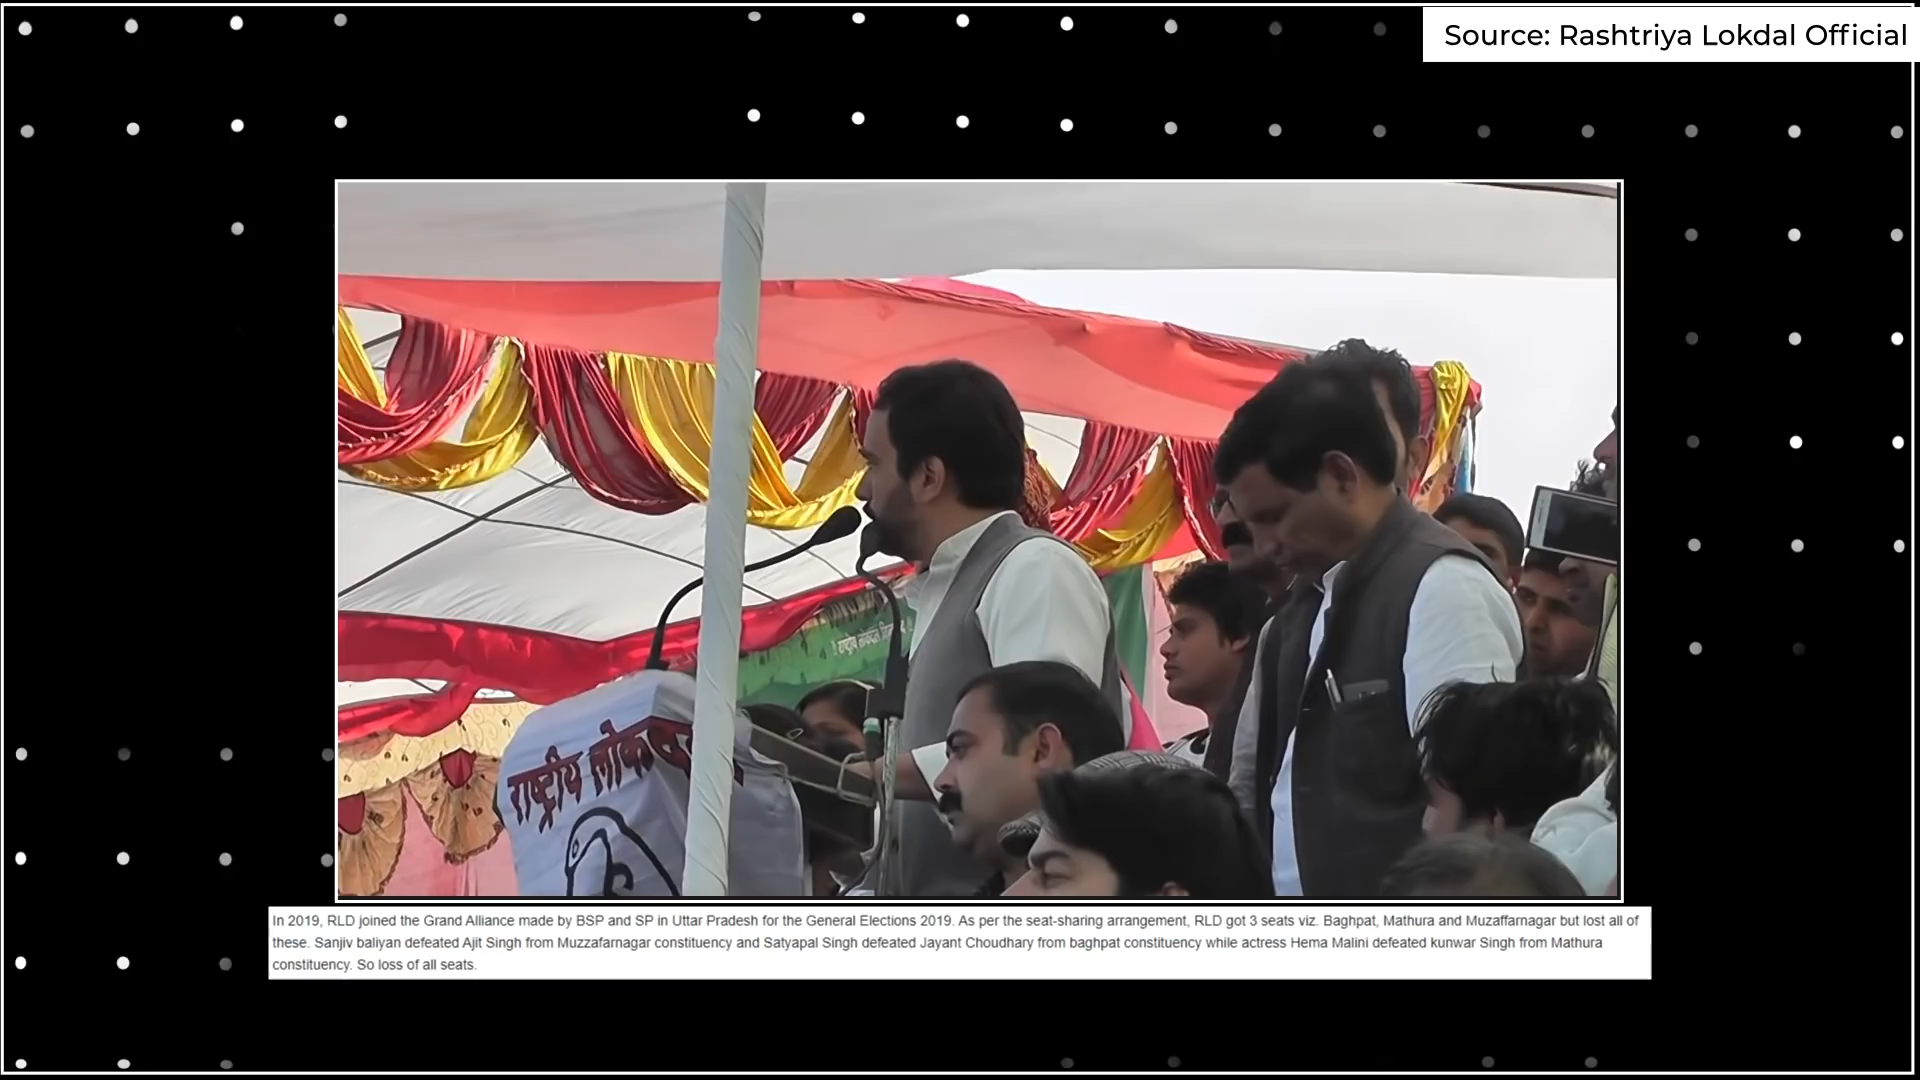 Source: Rashtriya Lokdal Official
राष्ट्रीय लोकदल
In 2019, RLD joined the Grand Alliance made by BSP and SP in Uttar Pradesh for the General Elections 2019. As per the seat-sharing arrangement, RLD got 3 seats viz. Baghpat, Mathura and Muzaffarnagar but lost all of
these. Sanjiv baliyan defeated Ajit Singh from Muzzafarnagar constituency and Satyapal Singh defeated Jayant Choudhary from baghpat constituency while actress Hema Malini defeated kunwar Singh from Mathura
constituency. So loss of all seats.